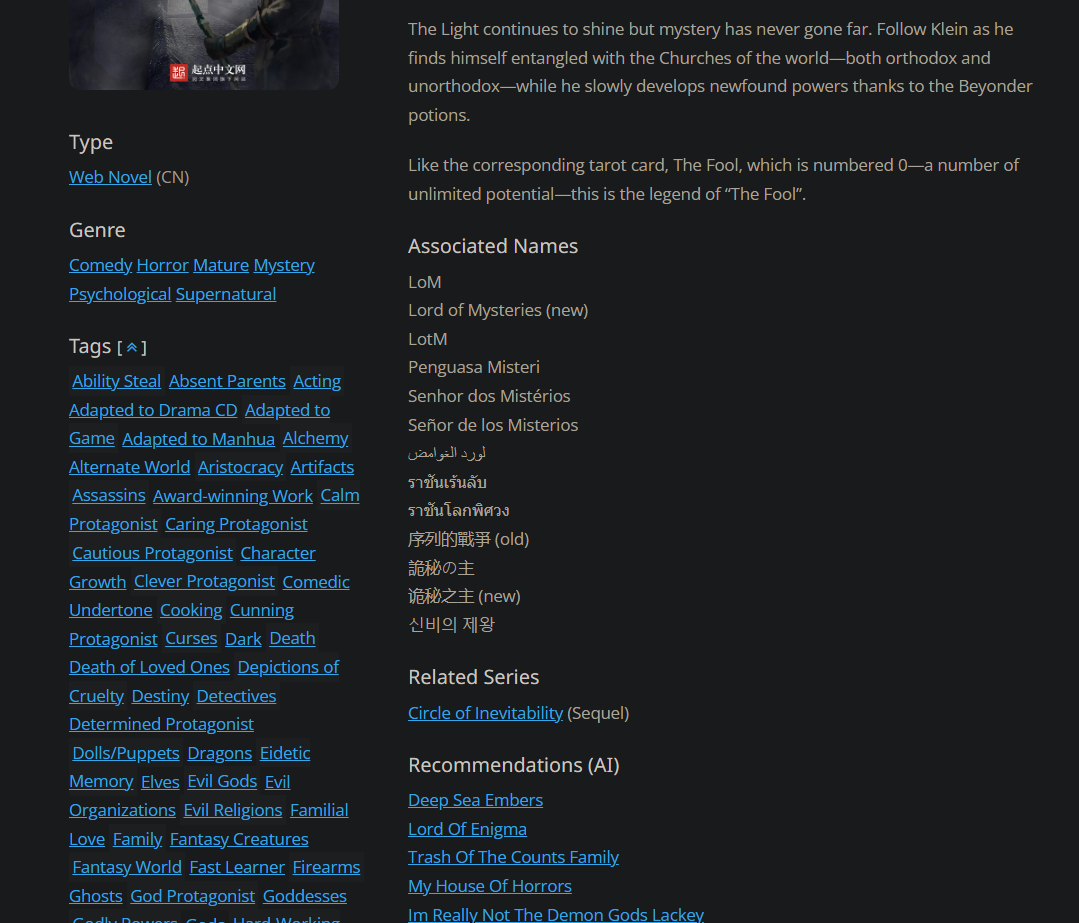 起点中文网
Type
Web Novel (CN)
Genre
Comedy Horror Mature Mystery
Psychological Supernatural
Tags [ ]
Ability Steal Absent Parents Acting
Adapted to Drama CD Adapted to
Game Adapted to Manhua Alchemy
Alternate World Aristocracy Artifacts
Assassins Award-winning Work Calm
Protagonist Caring Protagonist
Cautious Protagonist Character
Growth Clever Protagonist Comedic
Undertone Cooking Cunning
Protagonist Curses Dark Death
Death of Loved Ones Depictions of
Cruelty Destiny Detectives
Determined Protagonist
Dolls/Puppets Dragons Eidetic
Memory Elves Evil Gods Evil
Organizations Evil Religions Familial
Love Family Fantasy Creatures
Fantasy World Fast Learner Firearms
Ghosts God Protagonist Goddesses
Godly Powers Gods Hard-Working
The Light continues to shine but mystery has never gone far. Follow Klein as he
finds himself entangled with the Churches of the world—both orthodox and
unorthodox—while he slowly develops newfound powers thanks to the Beyonder
potions.
Like the corresponding tarot card, The Fool, which is numbered 0—a number of
unlimited potential—this is the legend of “The Fool”.
Associated Names
LoM
Lord of Mysteries (new)
LotM
Penguasa Misteri
Senhor dos Mistérios
Señor de los Misterios
لورد الغوامض
ราชันเร้นลับ
ราชันโลกพิศวง
序列的戰爭 (old)
詭秘の主
诡秘之主 (new)
신비의 제왕
Related Series
Circle of Inevitability (Sequel)
Recommendations (AI)
Deep Sea Embers
Lord Of Enigma
Trash Of The Counts Family
My House Of Horrors
Im Really Not The Demon Gods Lackey